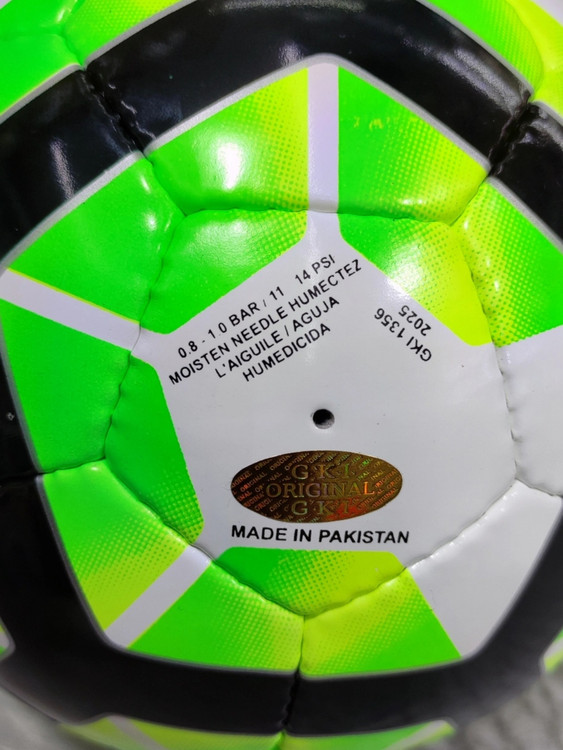 0.8 - 1.0 BAR / 11 14 PSI
MOISTEN NEEDLE HUMECTEZ
L'AIGUILE / AGUJA
HUMEDICIDA
GKI 1356
2025
GKI
ORIGINAL
GKI
MADE IN PAKISTAN